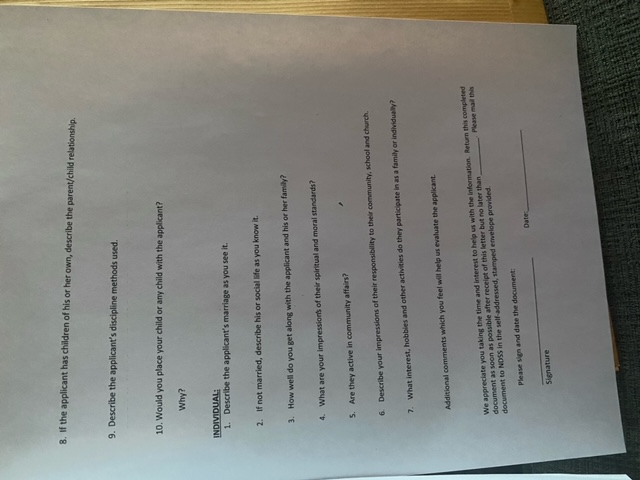 8. If the applicant has children of his or her own, describe the parent/child relationship.
9. Describe the applicant's discipline methods used.
10. Would you place your child or any child with the applicant?
Why?
INDIVIDUAL:
1. Describe the applicant's marriage as you see it.
2. If not married, describe his or social life as you know it.
3. How well do you get along with the applicant and his or her family?
4. What are your impressions of their spiritual and moral standards?
5. Are they active in community affairs?
6. Describe your impressions of their responsibility to their community, school and church.
7. What interest, hobbies and other activities do they participate in as a family or individually?
Additional comments which you feel will help us evaluate the applicant.
We appreciate you taking the time and interest to help us with the information. Return this completed
document as soon as possible after receipt of this letter but no later than __________. Please mail this
document to NDSS in the self-addressed, stamped envelope provided.
Please sign and date the document:
Date:____________________
Signature